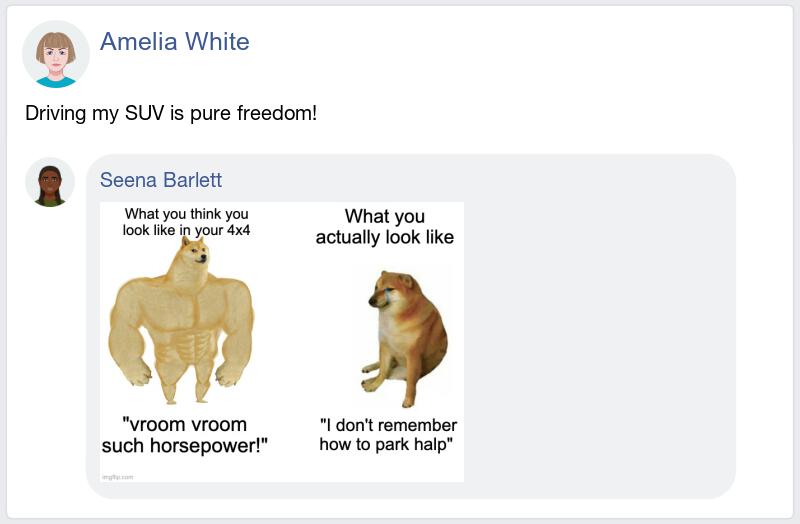 Amelia White
Driving my SUV is pure freedom!
Seena Barlett
What you think you
look like in your 4x4
What you
actually look like
"vroom vroom
such horsepower!"
"I don't remember
how to park halp"
imgflip.com